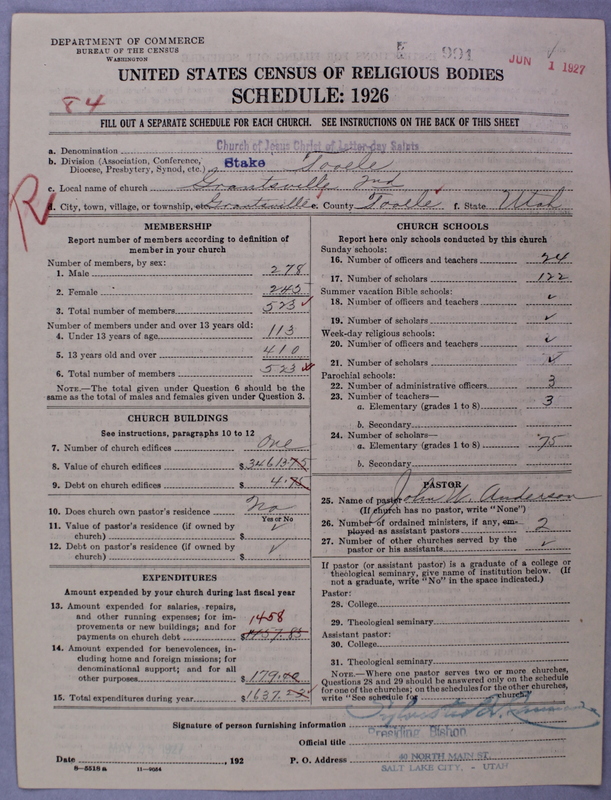 DEPARTMENT OF COMMERCE
BUREAU OF THE CENSUS
WASHINGTON
991
JUN 1 1927
UNITED STATES CENSUS OF RELIGIOUS BODIES
SCHEDULE: 1926
84
FILL OUT A SEPARATE SCHEDULE FOR EACH CHURCH. SEE INSTRUCTIONS ON THE BACK OF THIS SHEET
a. Denomination Church of Jesus Christ of Latter-day Saints
b. Division (Association, Conference, Diocese, Presbytery, Synod, etc.) Stake Tooele
c. Local name of church Grantsville 2nd
d. City, town, village, or township, Grantsville e. County Tooele f. State Utah
R
MEMBERSHIP
Report number of members according to definition of
member in your church
Number of members, by sex:
1. Male 278
2. Female 245
3. Total number of members 523
Number of members under and over 13 years old:
4. Under 13 years of age 113
5. 13 years old and over 410
6. Total number of members 523
NOTE.—The total given under Question 6 should be the
same as the total of males and females given under Question 3.
CHURCH BUILDINGS
See instructions, paragraphs 10 to 12
7. Number of church edifices One
8. Value of church edifices $34613.75
9. Debt on church edifices $4.75
10. Does church own pastor's residence No
Yes or No
11. Value of pastor's residence (if owned by
church) $ ✓
12. Debt on pastor's residence (if owned by
church) $ ✓
EXPENDITURES
Amount expended by your church during last fiscal year
13. Amount expended for salaries, repairs,
and other running expenses; for im-
provements or new buildings; and for
payments on church debt 1458
14. Amount expended for benevolences, in-
cluding home and foreign missions; for
denominational support; and for all
other purposes $179.
15. Total expenditures during year $1637.
CHURCH SCHOOLS
Report here only schools conducted by this church
Sunday schools:
16. Number of officers and teachers 24
17. Number of scholars 122
Summer vacation Bible schools:
18. Number of officers and teachers ✓
19. Number of scholars ✓
Week-day religious schools:
20. Number of officers and teachers ✓
21. Number of scholars ✓
Parochial schools:
22. Number of administrative officers 3
23. Number of teachers—
a. Elementary (grades 1 to 8) 3
b. Secondary
24. Number of scholars—
a. Elementary (grades 1 to 8) 75
b. Secondary
PASTOR
25. Name of pastor John W. Anderson
(If church has no pastor, write "None")
26. Number of ordained ministers, if any, em-
ployed as assistant pastors 2
27. Number of other churches served by the
pastor or his assistants ✓
If pastor (or assistant pastor) is a graduate of a college or
theological seminary, give name of institution below. (If
not a graduate, write "No" in the space indicated.)
Pastor:
28. College
29. Theological seminary
Assistant pastor:
30. College
31. Theological seminary
NOTE.—Where one pastor serves two or more churches,
Questions 28 and 29 should be answered only on the schedule
for one of the churches; on the schedules for the other churches,
write "See schedule for church."
Signature of person furnishing information
Official title Presiding Bishop
Date , 192 P. O. Address 40 NORTH MAIN ST.
SALT LAKE CITY, - UTAH
8—5518a 11—9064